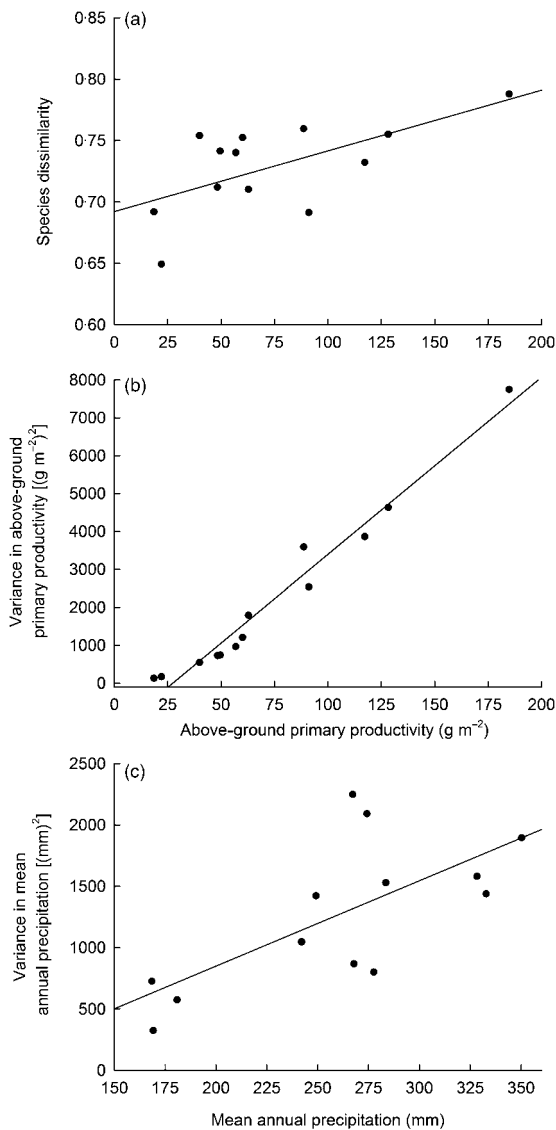 (a)
0·85
0·80
0·75
0·70
0·65
0·60
Species dissimilarity
0 25 50 75 100 125 150 175 200
(b)
8000
7000
6000
5000
4000
3000
2000
1000
0
Variance in above-ground
primary productivity [(g m⁻²)²]
0 25 50 75 100 125 150 175 200
Above-ground primary productivity (g m⁻²)
(c)
2500
2000
1500
1000
500
0
Variance in mean
annual precipitation [(mm)²]
150 175 200 225 250 275 300 325 350
Mean annual precipitation (mm)